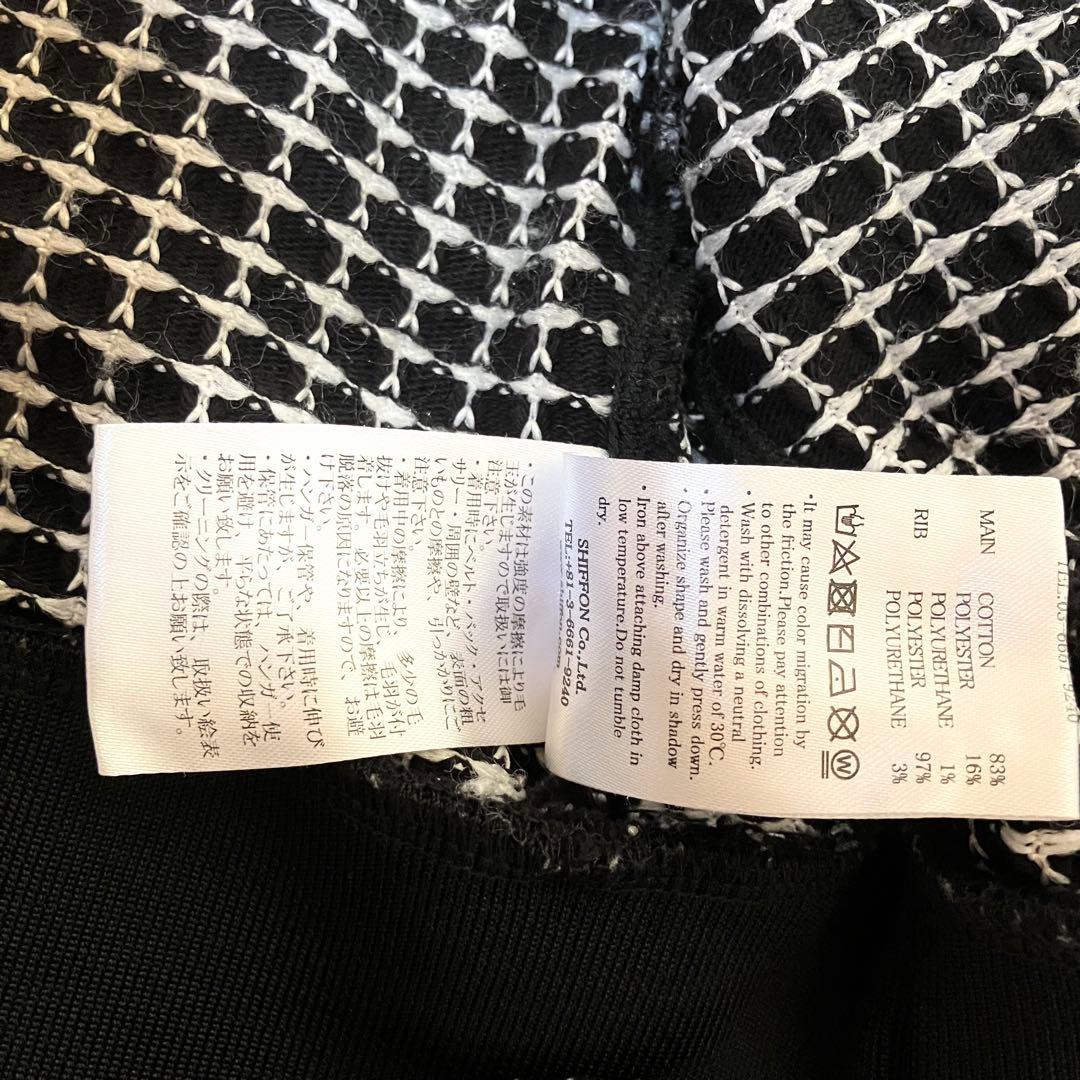 TEL:03-6661-9240
MAIN COTTON 83%
POLYESTER 16%
POLYURETHANE 1%
RIB POLYESTER 97%
POLYURETHANE 3%
W
・It may cause color migration by
the friction.Please pay attention
to other combinations of clothing.
・Wash with dissolving a neutral
detergent in warm water of 30℃.
・Please wash and gently press down.
・Organize shape and dry in shadow
after washing.
・Iron above attaching damp cloth in
low temperature.Do not tumble
dry.
SHIFFON Co.,Ltd.
TEL:+81-3-6661-9240
・この素材は強度の摩擦により毛
玉が生じますので取扱いには御
注意下さい。
・着用時にベルト・バック・アクセ
サリー・周囲の壁など、表面の粗
いものとの摩擦や、引っかかりにご
注意下さい。
・着用中の摩擦により、多少の毛
抜けや毛羽立ちが生じ、毛羽が付
着します。必要以上の摩擦は毛羽
脱落の原因になりますので、お避
け下さい。
・ハンガー保管や、着用時に伸び
が生じますが、ご了承下さい。
・保管にあたっては、ハンガー使
用を避け、平らな状態での収納を
お願い致します。
・クリーニングの際は、取扱い絵表
示をご確認の上お願い致します。